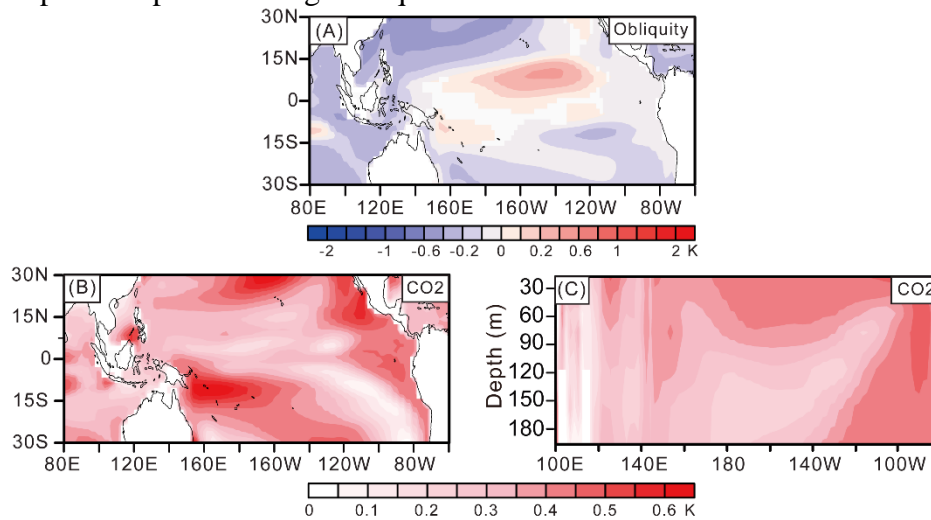 (A)
Obliquity
30N
15N
0
15S
30S
80E 120E 160E 160W 120W 80W
-2 -1 -0.6 -0.2 0 0.2 0.6 1 2 K
(B)
CO2
30N
15N
0
15S
30S
80E 120E 160E 160W 120W 80W
(C)
CO2
Depth (m)
30
60
90
120
150
180
100E 140E 180 140W 100W
0 0.1 0.2 0.3 0.4 0.5 0.6 K